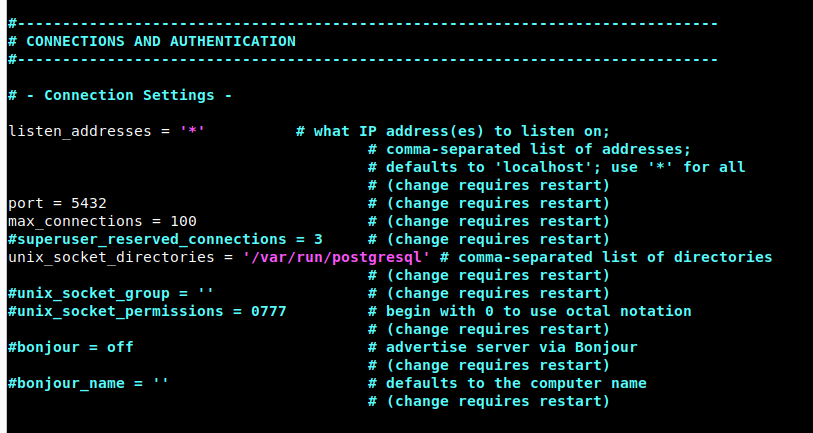 #------------------------------------------------------------------------------
# CONNECTIONS AND AUTHENTICATION
#------------------------------------------------------------------------------

# - Connection Settings -

listen_addresses = '*'          # what IP address(es) to listen on;
                                        # comma-separated list of addresses;
                                        # defaults to 'localhost'; use '*' for all
                                        # (change requires restart)
port = 5432                             # (change requires restart)
max_connections = 100                   # (change requires restart)
#superuser_reserved_connections = 3     # (change requires restart)
unix_socket_directories = '/var/run/postgresql' # comma-separated list of directories
                                        # (change requires restart)
#unix_socket_group = ''                 # (change requires restart)
#unix_socket_permissions = 0777         # begin with 0 to use octal notation
                                        # (change requires restart)
#bonjour = off                          # advertise server via Bonjour
                                        # (change requires restart)
#bonjour_name = ''                      # defaults to the computer name
                                        # (change requires restart)